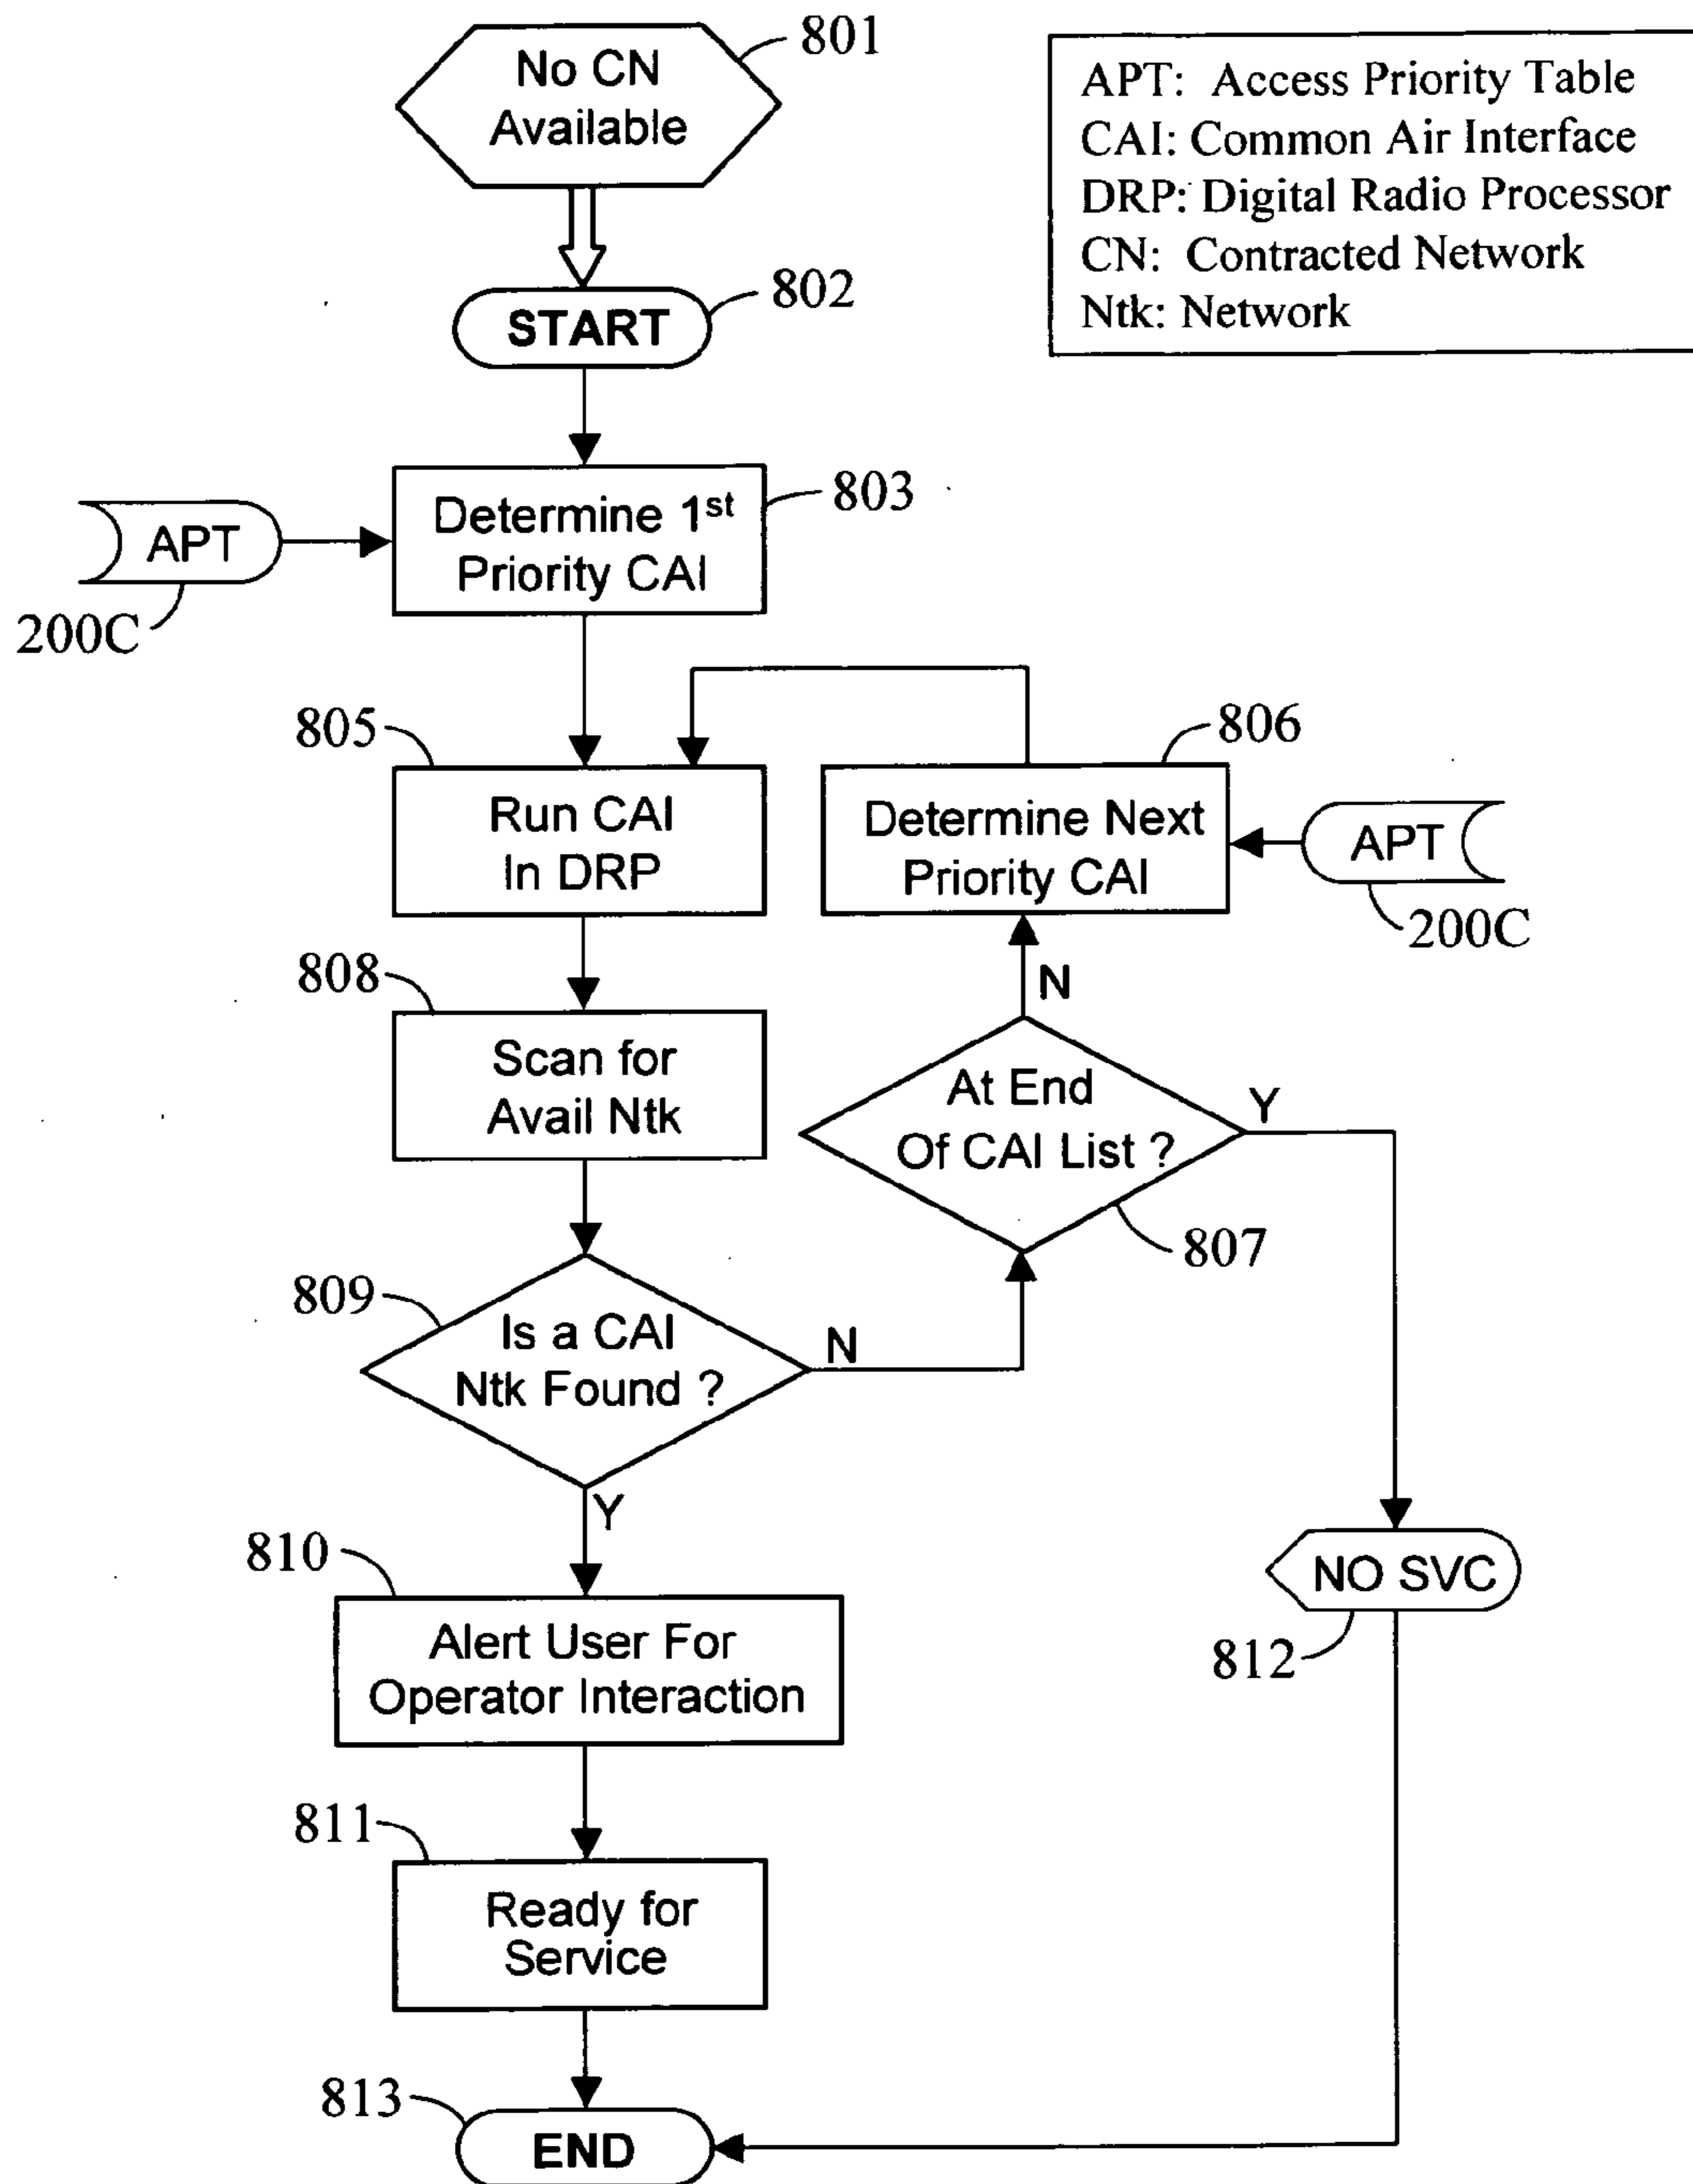 No CN
Available
801
APT: Access Priority Table
CAI: Common Air Interface
DRP: Digital Radio Processor
CN: Contracted Network
Ntk: Network
START
802
Determine 1st
Priority CAI
803
APT
200C
805
Run CAI
In DRP
806
Determine Next
Priority CAI
APT
200C
808
Scan for
Avail Ntk
N
At End
Of CAI List ?
Y
807
809
Is a CAI
Ntk Found ?
N
Y
810
Alert User For
Operator Interaction
NO SVC
812
811
Ready for
Service
813
END